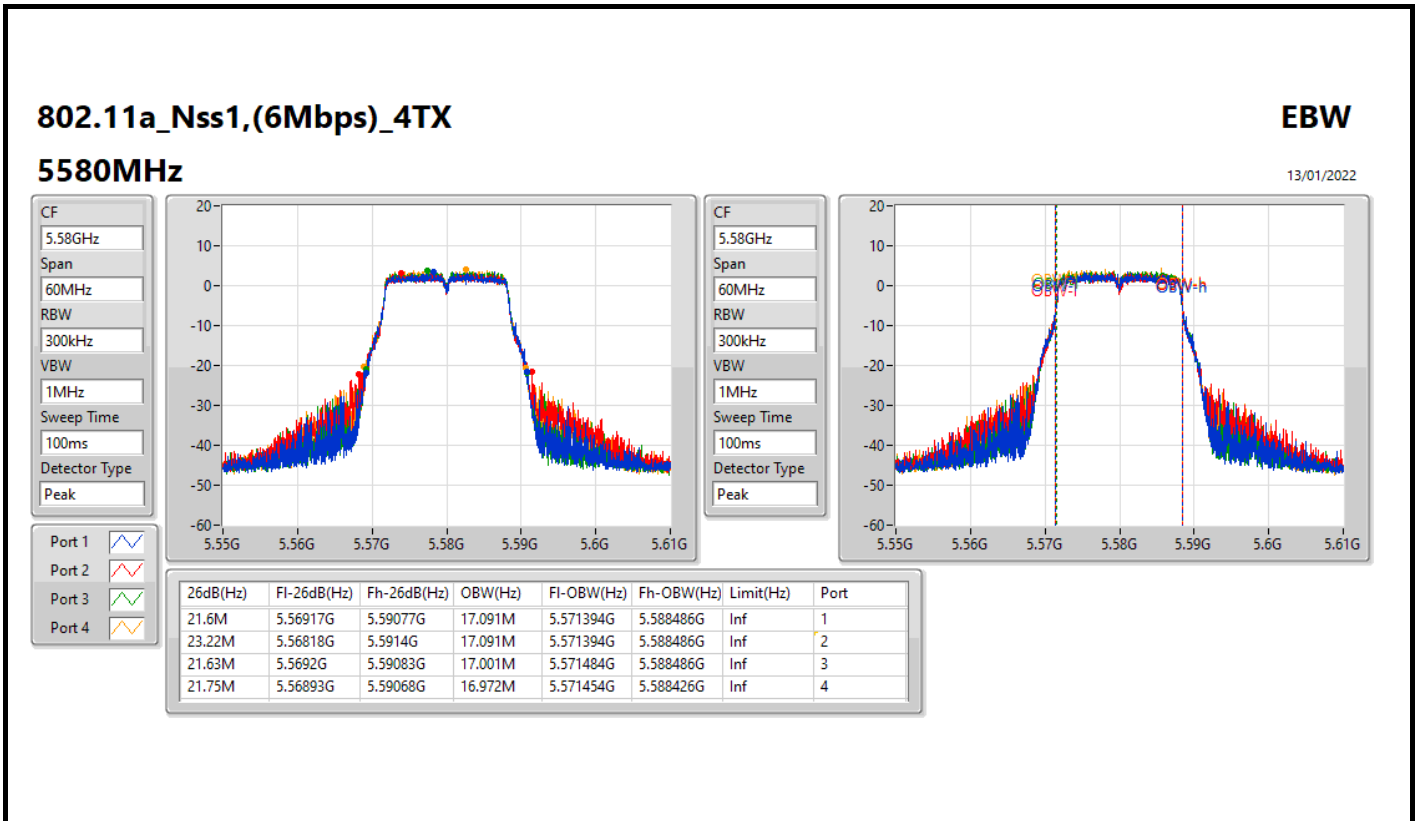 802.11a_Nss1,(6Mbps)_4TX
EBW
5580MHz
13/01/2022
CF
5.58GHz
Span
60MHz
RBW
300kHz
VBW
1MHz
Sweep Time
100ms
Detector Type
Peak
20
10
0
-10
-20
-30
-40
-50
-60
5.55G 5.56G 5.57G 5.58G 5.59G 5.6G 5.61G
CF
5.58GHz
Span
60MHz
RBW
300kHz
VBW
1MHz
Sweep Time
100ms
Detector Type
Peak
20
10
0
-10
-20
-30
-40
-50
-60
OBW-l
OBW-h
5.55G 5.56G 5.57G 5.58G 5.59G 5.6G 5.61G
Port 1
Port 2
Port 3
Port 4
26dB(Hz) Fl-26dB(Hz) Fh-26dB(Hz) OBW(Hz) Fl-OBW(Hz) Fh-OBW(Hz) Limit(Hz) Port
21.6M 5.56917G 5.59077G 17.091M 5.571394G 5.588486G Inf 1
23.22M 5.56818G 5.5914G 17.091M 5.571394G 5.588486G Inf 2
21.63M 5.5692G 5.59083G 17.001M 5.571484G 5.588486G Inf 3
21.75M 5.56893G 5.59068G 16.972M 5.571454G 5.588426G Inf 4